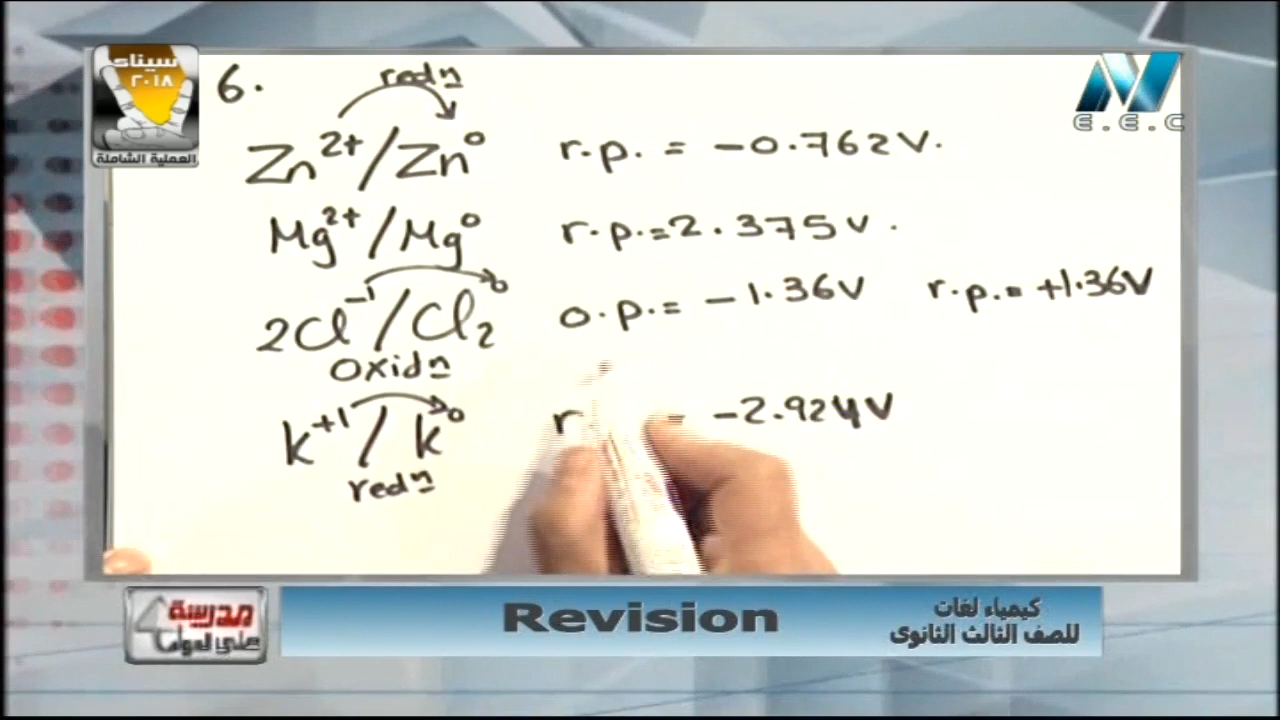 سيناء
٢٠١٨
العملية الشاملة
E.E.C
6.
redn
Zn²⁺/Zn⁰ r.p. = -0.762V.
Mg²⁺/Mg⁰ r.p.=2.375V.
2Cl⁻¹/Cl₂⁰ o.p.= -1.36V r.p.= +1.36V
oxidn
K⁺¹/K⁰ r = -2.924V
redn
مدرسة
على الهواء
Revision
كيمياء لغات
للصف الثالث الثانوى